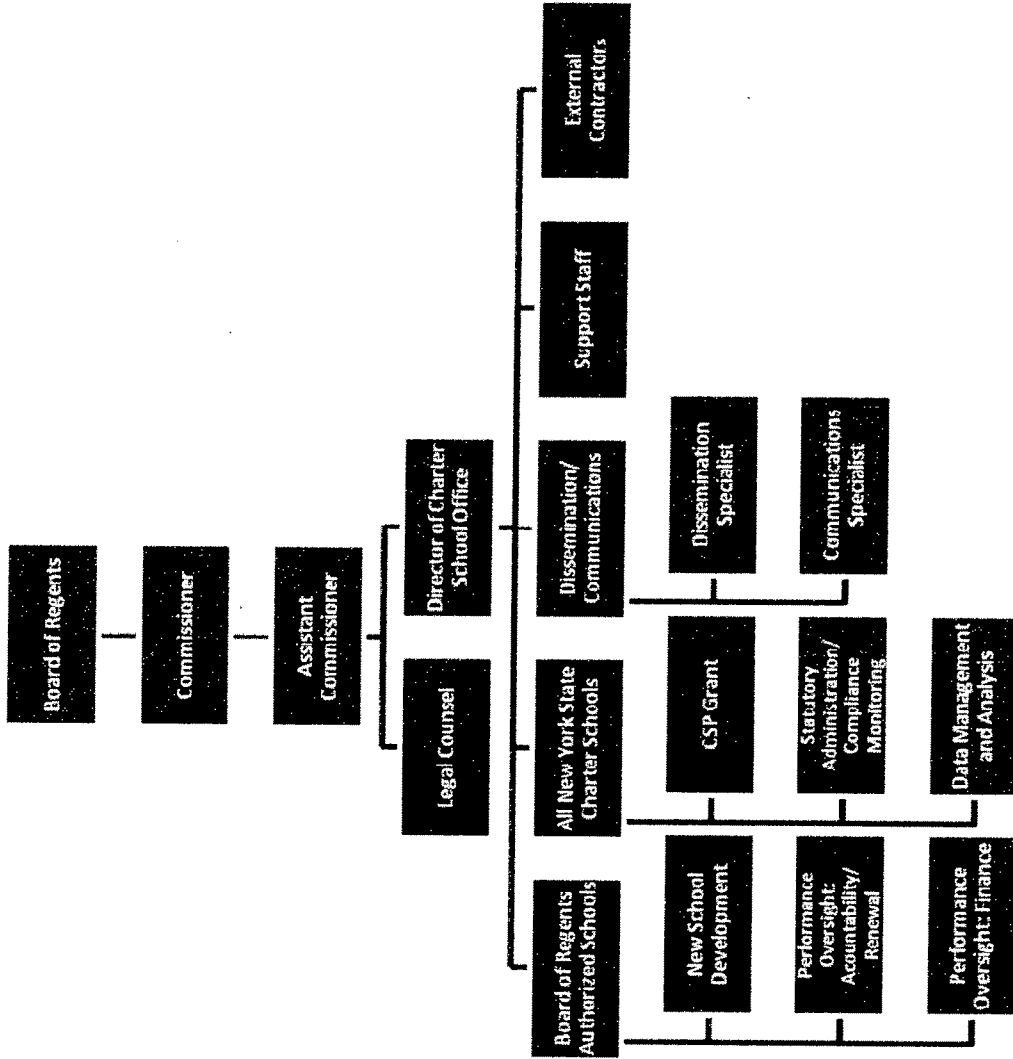 Board of Regents
Commissioner
Assistant
Commissioner
Legal Counsel
Director of Charter
School Office
Board of Regents
Authorized Schools
All New York State
Charter Schools
Dissemination/
Communications
Support Staff
External
Contractors
New School
Development
Performance
Oversight:
Acountability/
Renewal
Performance
Oversight: Finance
CSP Grant
Statutory
Administration/
Compliance
Monitoring
Data Management
and Analysis
Dissemination
Specialist
Communications
Specialist